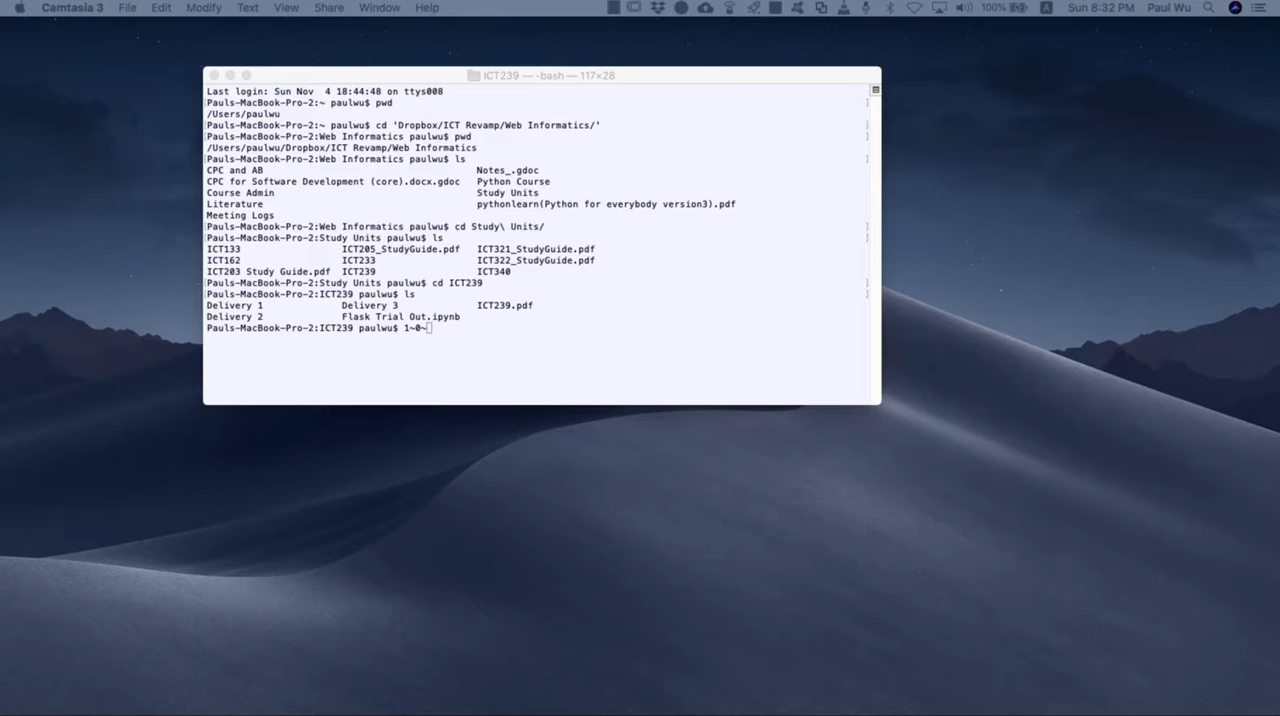 Camtasia 3 File Edit Modify Text View Share Window Help 100% Sun 8:32 PM Paul Wu
ICT239 — -bash — 117×28
Last login: Sun Nov  4 18:44:48 on ttys008
Pauls-MacBook-Pro-2:~ paulwu$ pwd
/Users/paulwu
Pauls-MacBook-Pro-2:~ paulwu$ cd 'Dropbox/ICT Revamp/Web Informatics/'
Pauls-MacBook-Pro-2:Web Informatics paulwu$ pwd
/Users/paulwu/Dropbox/ICT Revamp/Web Informatics
Pauls-MacBook-Pro-2:Web Informatics paulwu$ ls
CPC and AB Notes_.gdoc
CPC for Software Development (core).docx.gdoc Python Course
Course Admin Study Units
Literature pythonlearn(Python for everybody version3).pdf
Meeting Logs
Pauls-MacBook-Pro-2:Web Informatics paulwu$ cd Study\ Units/
Pauls-MacBook-Pro-2:Study Units paulwu$ ls
ICT133 ICT205_StudyGuide.pdf ICT321_StudyGuide.pdf
ICT162 ICT233 ICT322_StudyGuide.pdf
ICT203 Study Guide.pdf ICT239 ICT340
Pauls-MacBook-Pro-2:Study Units paulwu$ cd ICT239
Pauls-MacBook-Pro-2:ICT239 paulwu$ ls
Delivery 1 Delivery 3 ICT239.pdf
Delivery 2 Flask Trial Out.ipynb
Pauls-MacBook-Pro-2:ICT239 paulwu$ 1~0~